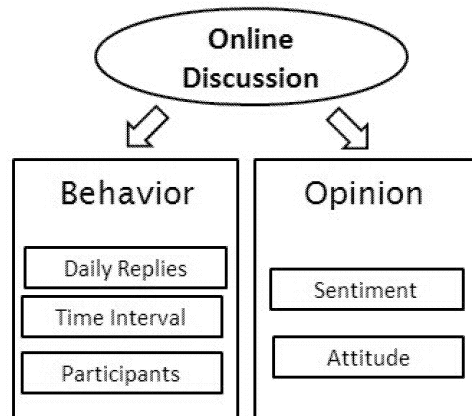 Online
Discussion
Behavior
Daily Replies
Time Interval
Participants
Opinion
Sentiment
Attitude